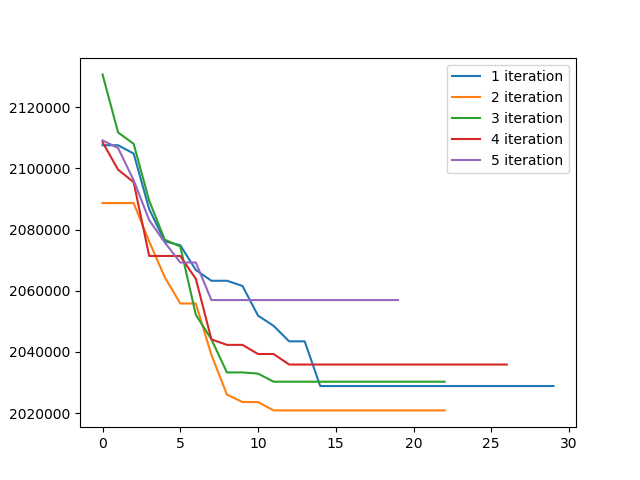 2120000
2100000
2080000
2060000
2040000
2020000
0 5 10 15 20 25 30
1 iteration
2 iteration
3 iteration
4 iteration
5 iteration